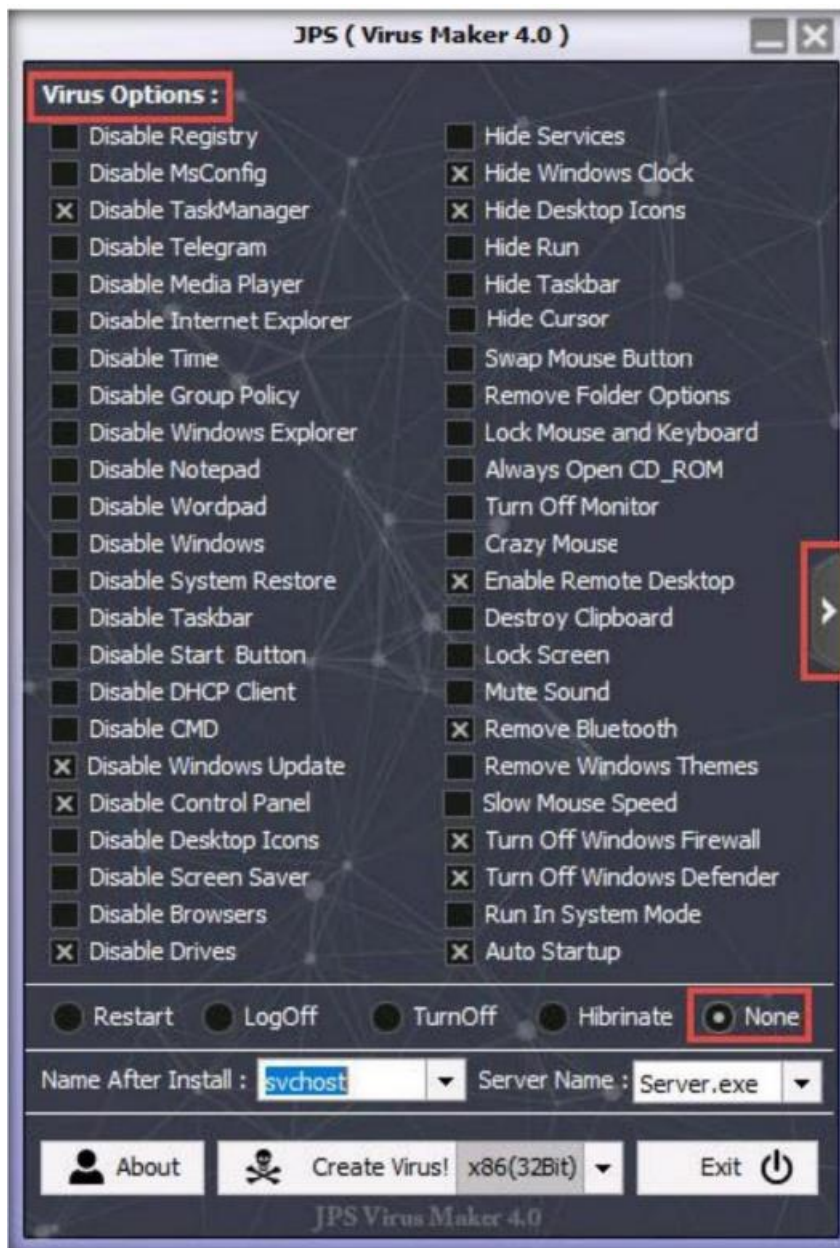 JPS ( Virus Maker 4.0 )
Virus Options :
Disable Registry
Disable MsConfig
Disable TaskManager
Disable Telegram
Disable Media Player
Disable Internet Explorer
Disable Time
Disable Group Policy
Disable Windows Explorer
Disable Notepad
Disable Wordpad
Disable Windows
Disable System Restore
Disable Taskbar
Disable Start Button
Disable DHCP Client
Disable CMD
Disable Windows Update
Disable Control Panel
Disable Desktop Icons
Disable Screen Saver
Disable Browsers
Disable Drives
Hide Services
Hide Windows Clock
Hide Desktop Icons
Hide Run
Hide Taskbar
Hide Cursor
Swap Mouse Button
Remove Folder Options
Lock Mouse and Keyboard
Always Open CD_ROM
Turn Off Monitor
Crazy Mouse
Enable Remote Desktop
Destroy Clipboard
Lock Screen
Mute Sound
Remove Bluetooth
Remove Windows Themes
Slow Mouse Speed
Turn Off Windows Firewall
Turn Off Windows Defender
Run In System Mode
Auto Startup
Restart LogOff TurnOff Hibrinate None
Name After Install : svchost Server Name : Server.exe
About Create Virus! x86(32Bit) Exit
JPS Virus Maker 4.0